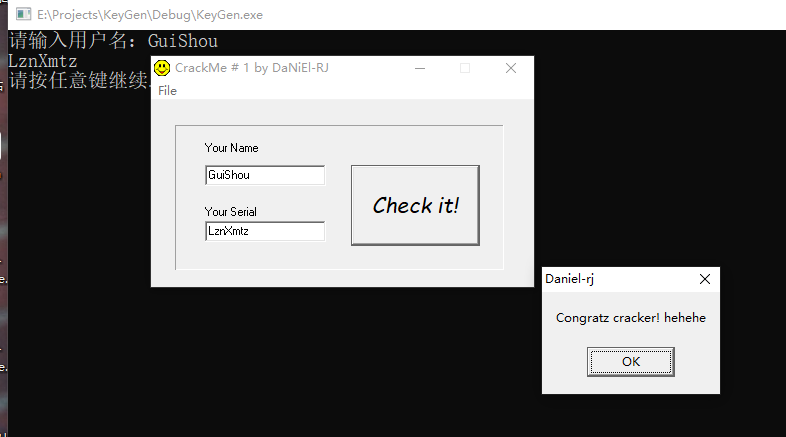 E:\Projects\KeyGen\Debug\KeyGen.exe
请输入用户名：GuiShou
LznXmtz
请按任意键继续.
CrackMe # 1 by DaNiEl-RJ
File
Your Name
GuiShou
Check it!
Your Serial
LznXmtz
Daniel-rj
Congratz cracker! hehehe
OK